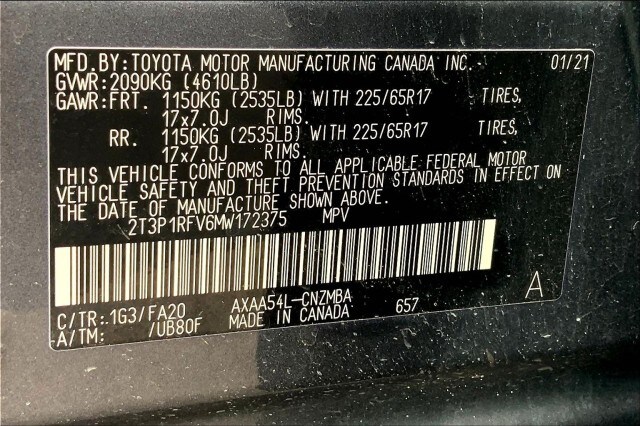 MFD.BY:TOYOTA MOTOR MANUFACTURING CANADA INC.- 01/21
GVWR:2090KG (4610LB)
GAWR:FRT. 1150KG (2535LB) WITH 225/65R17 TIRES,
17x7.0J RIMS.
RR. 1150KG (2535LB) WITH 225/65R17 TIRES,
17x7.0J RIMS.
THIS VEHICLE CONFORMS TO ALL APPLICABLE FEDERAL MOTOR
VEHICLE SAFETY AND THEFT PREVENTION STANDARDS IN EFFECT ON
THE DATE OF MANUFACTURE SHOWN ABOVE.
2T3P1RFV6MW172375 MPV
C/TR:1G3/FA20 AXAA54L-CNZMBA 657 A
A/TM: /UB80F MADE IN CANADA